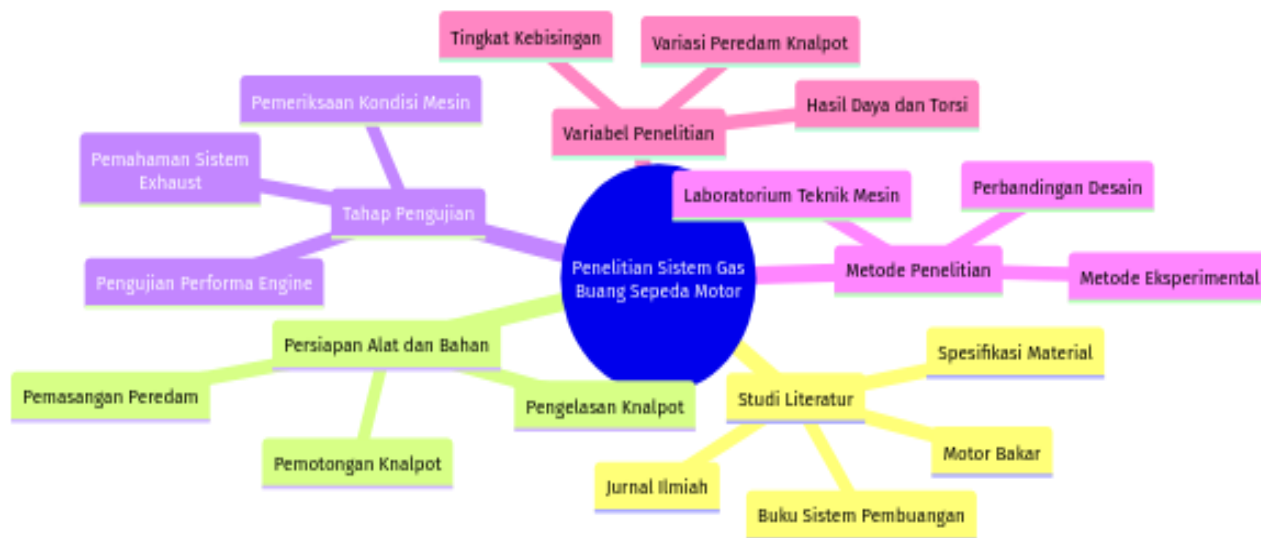 Tingkat Kebisingan
Variasi Peredam Knalpot
Hasil Daya dan Torsi
Variabel Penelitian
Pemeriksaan Kondisi Mesin
Pemahaman Sistem
Exhaust
Tahap Pengujian
Pengujian Performa Engine
Laboratorium Teknik Mesin
Perbandingan Desain
Metode Penelitian
Metode Eksperimental
Penelitian Sistem Gas
Buang Sepeda Motor
Persiapan Alat dan Bahan
Pemasangan Peredam
Pengelasan Knalpot
Pemotongan Knalpot
Spesifikasi Material
Studi Literatur
Motor Bakar
Jurnal Ilmiah
Buku Sistem Pembuangan